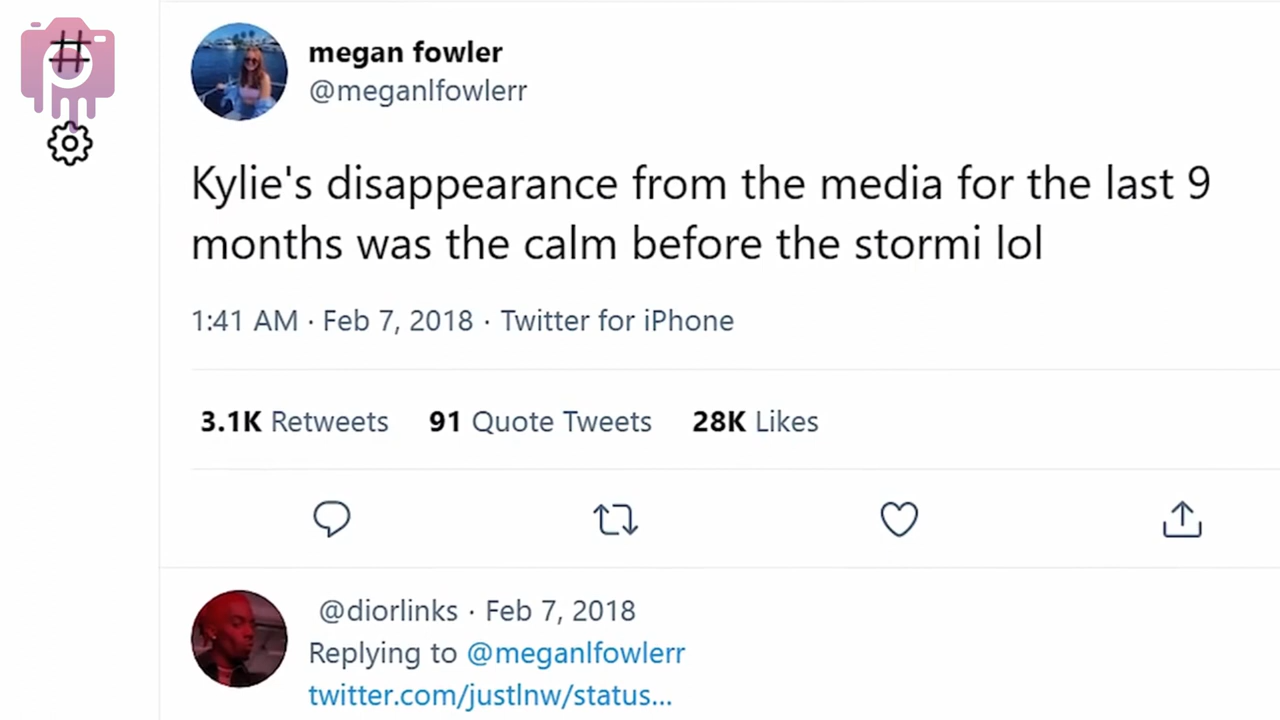 #
megan fowler
@meganlfowlerr
Kylie's disappearance from the media for the last 9
months was the calm before the stormi lol
1:41 AM · Feb 7, 2018 · Twitter for iPhone
3.1K Retweets 91 Quote Tweets 28K Likes
@diorlinks · Feb 7, 2018
Replying to @meganlfowlerr
twitter.com/justlnw/status...